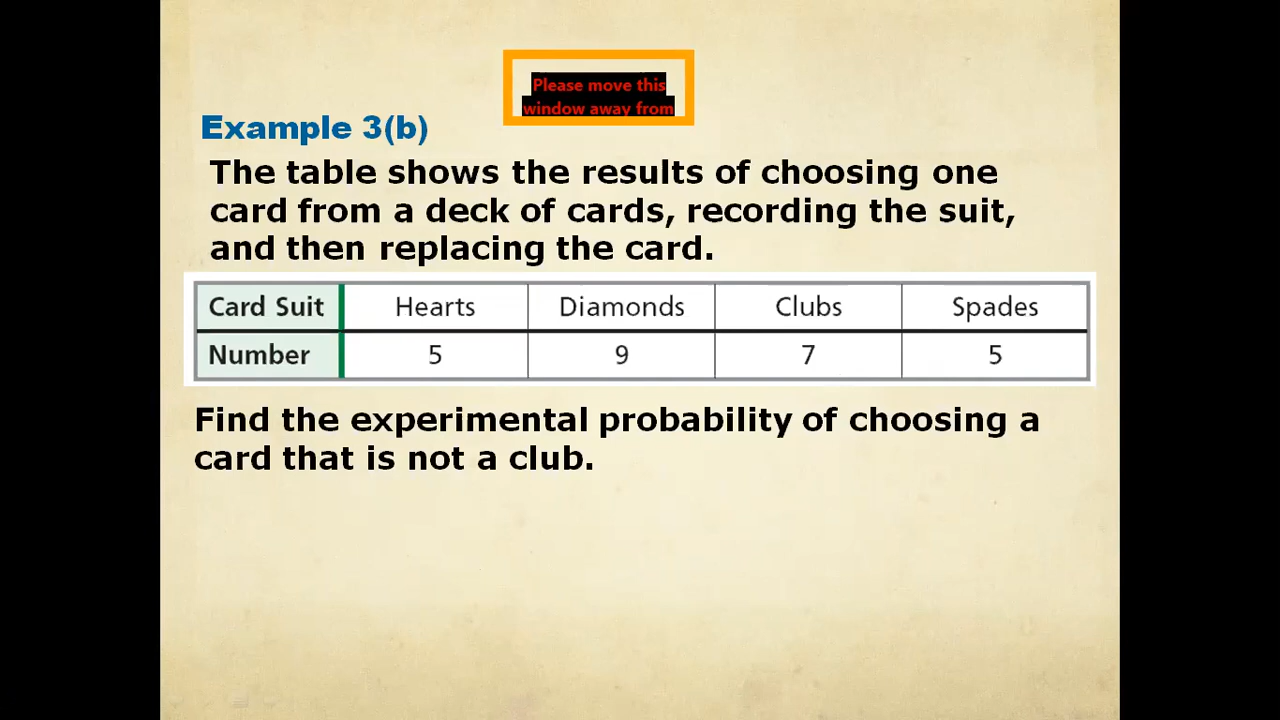 Please move this
window away from
Example 3(b)
The table shows the results of choosing one
card from a deck of cards, recording the suit,
and then replacing the card.
Card Suit Hearts Diamonds Clubs Spades
Number 5 9 7 5
Find the experimental probability of choosing a
card that is not a club.